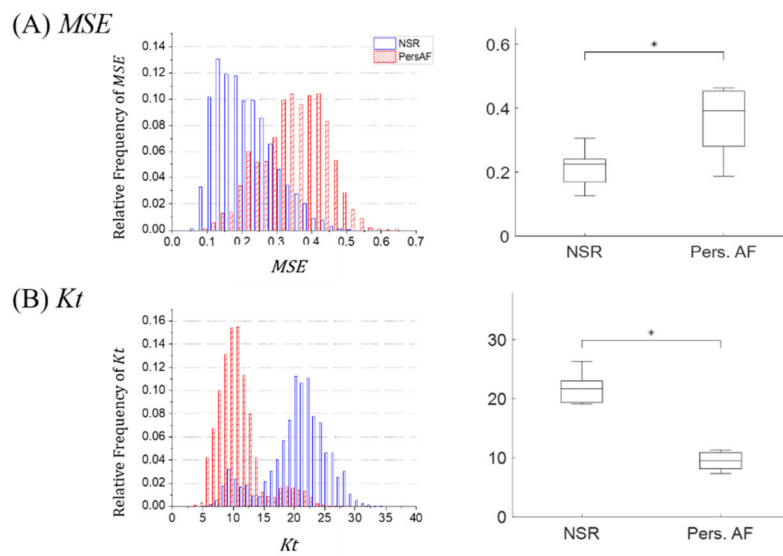 (A) MSE
Relative Frequency of MSE
0.14
0.12
0.10
0.08
0.06
0.04
0.02
0.00
0.0 0.1 0.2 0.3 0.4 0.5 0.6 0.7
MSE
NSR
PersAF
0.6
0.4
0.2
0
*
NSR Pers. AF
(B) Kt
Relative Frequency of Kt
0.16
0.14
0.12
0.10
0.08
0.06
0.04
0.02
0.00
0 5 10 15 20 25 30 35 40
Kt
30
20
10
0
*
NSR Pers. AF